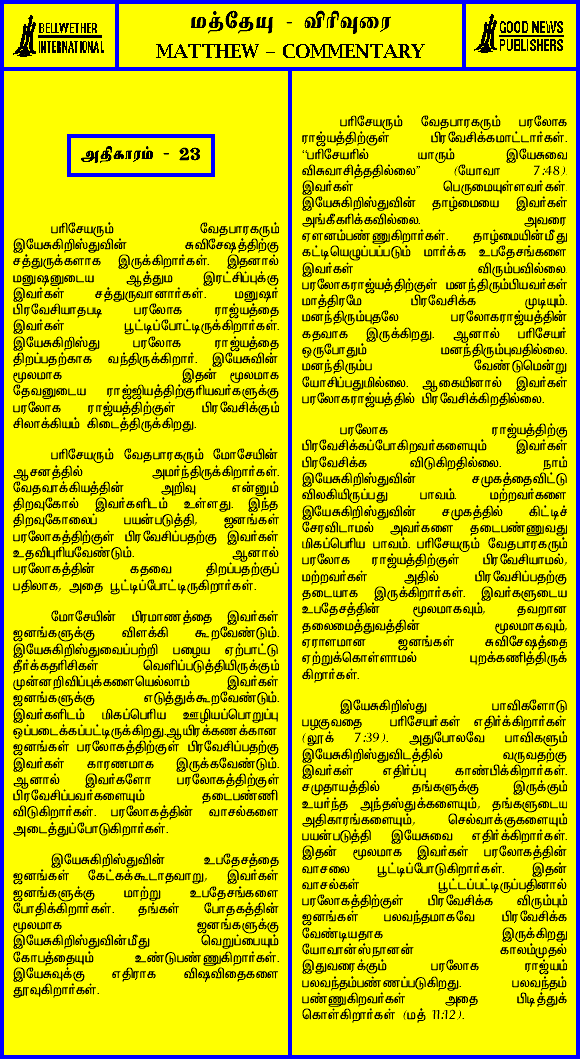 BELLWETHER
INTERNATIONAL
மத்தேயு - விரிவுரை
MATTHEW – COMMENTARY
GOOD NEWS
PUBLISHERS
அதிகாரம் - 23
பரிசேயரும் வேதபாரகரும்
இயேசுகிறிஸ்துவின் சுவிசேஷத்திற்கு
சத்துருக்களாக இருக்கிறார்கள். இதனால்
மனுஷனுடைய ஆத்தும இரட்சிப்புக்கு
இவர்கள் சத்துருவானார்கள். மனுஷர்
பிரவேசியாதபடி பரலோக ராஜ்யத்தை
இவர்கள் பூட்டிப்போட்டிருக்கிறார்கள்.
இயேசுகிறிஸ்து பரலோக ராஜ்யத்தை
திறப்பதற்காக வந்திருக்கிறார். இயேசுவின்
மூலமாக இதன் மூலமாக
தேவனுடைய ராஜ்ஜியத்திற்குரியவர்களுக்கு
பரலோக ராஜ்யத்திற்குள் பிரவேசிக்கும்
சிலாக்கியம் கிடைத்திருக்கிறது.
பரிசேயரும் வேதபாரகரும் மோசேயின்
ஆசனத்தில் அமர்ந்திருக்கிறார்கள்.
வேதவாக்கியத்தின் அறிவு என்னும்
திறவுகோல் இவர்களிடம் உள்ளது. இந்த
திறவுகோலைப் பயன்படுத்தி, ஜனங்கள்
பரலோகத்திற்குள் பிரவேசிப்பதற்கு இவர்கள்
உதவிபுரியவேண்டும். ஆனால்
பரலோகத்தின் கதவை திறப்பதற்குப்
பதிலாக, அதை பூட்டிப்போட்டிருகிறார்கள்.
மோசேயின் பிரமாணத்தை இவர்கள்
ஜனங்களுக்கு விளக்கி கூறவேண்டும்.
இயேசுகிறிஸ்துவைப்பற்றி பழைய ஏற்பாட்டு
தீர்க்கதரிசிகள் வெளிப்படுத்தியிருக்கும்
முன்னறிவிப்புக்களையெல்லாம் இவர்கள்
ஜனங்களுக்கு எடுத்துக்கூறவேண்டும்.
இவர்களிடம் மிகப்பெரிய ஊழியப்பொறுப்பு
ஒப்படைக்கப்பட்டிருக்கிறது.ஆயிரக்கணக்கான
ஜனங்கள் பரலோகத்திற்குள் பிரவேசிப்பதற்கு
இவர்கள் காரணமாக இருக்கவேண்டும்.
ஆனால் இவர்களோ பரலோகத்திற்குள்
பிரவேசிப்பவர்களையும் தடைபண்ணி
விடுகிறார்கள். பரலோகத்தின் வாசல்களை
அடைத்துப்போடுகிறார்கள்.
இயேசுகிறிஸ்துவின் உபதேசத்தை
ஜனங்கள் கேட்கக்கூடாதவாறு, இவர்கள்
ஜனங்களுக்கு மாற்று உபதேசங்களை
போதிக்கிறார்கள். தங்கள் போதகத்தின்
மூலமாக ஜனங்களுக்கு
இயேசுகிறிஸ்துவின்மீது வெறுப்பையும்
கோபத்தையும் உண்டுபண்ணுகிறார்கள்.
இயேசுவுக்கு எதிராக விஷவிதைகளை
தூவுகிறார்கள்.
பரிசேயரும் வேதபாரகரும் பரலோக
ராஜ்யத்திற்குள் பிரவேசிக்கமாட்டார்கள்.
“பரிசேயரில் யாரும் இயேசுவை
விசுவாசித்ததில்லை” (யோவா 7:48).
இவர்கள் பெருமையுள்ளவர்கள்.
இயேசுகிறிஸ்துவின் தாழ்மையை இவர்கள்
அங்கீகரிக்கவில்லை. அவரை
ஏளனம்பண்ணுகிறார்கள். தாழ்மையின்மீது
கட்டியெழுப்பப்படும் மார்க்க உபதேசங்களை
இவர்கள் விரும்பவில்லை.
பரலோகராஜ்யத்திற்குள் மனந்திரும்பியவர்கள்
மாத்திரமே பிரவேசிக்க முடியும்.
மனந்திரும்புதலே பரலோகராஜ்யத்தின்
கதவாக இருக்கிறது. ஆனால் பரிசேயர்
ஒருபோதும் மனந்திரும்புவதில்லை.
மனந்திரும்ப வேண்டுமென்று
யோசிப்பதுமில்லை. ஆகையினால் இவர்கள்
பரலோகராஜ்யத்தில் பிரவேசிக்கிறதில்லை.
பரலோக ராஜ்யத்திற்கு
பிரவேசிக்கப்போகிறவர்களையும் இவர்கள்
பிரவேசிக்க விடுகிறதில்லை. நாம்
இயேசுகிறிஸ்துவின் சமுகத்தைவிட்டு
விலகியிருப்பது பாவம். மற்றவர்களை
இயேசுகிறிஸ்துவின் சமுகத்தில் கிட்டிச்
சேரவிடாமல் அவர்களை தடைபண்ணுவது
மிகப்பெரிய பாவம். பரிசேயரும் வேதபாரகரும்
பரலோக ராஜ்யத்திற்குள் பிரவேசியாமல்,
மற்றவர்கள் அதில் பிரவேசிப்பதற்கு
தடையாக இருக்கிறார்கள். இவர்களுடைய
உபதேசத்தின் மூலமாகவும், தவறான
தலைமைத்துவத்தின் மூலமாகவும்,
ஏராளமான ஜனங்கள் சுவிசேஷத்தை
ஏற்றுக்கொள்ளாமல் புறக்கணித்திருக்
கிறார்கள்.
இயேசுகிறிஸ்து பாவிகளோடு
பழகுவதை பரிசேயர்கள் எதிர்க்கிறார்கள்
(லூக் 7:39). அதுபோலவே பாவிகளும்
இயேசுகிறிஸ்துவிடத்தில் வருவதற்கு
இவர்கள் எதிர்ப்பு காண்பிக்கிறார்கள்.
சமுதாயத்தில் தங்களுக்கு இருக்கும்
உயர்ந்த அந்தஸ்துக்களையும், தங்களுடைய
அதிகாரங்களையும், செல்வாக்குகளையும்
பயன்படுத்தி இயேசுவை எதிர்க்கிறார்கள்.
இதன் மூலமாக இவர்கள் பரலோகத்தின்
வாசலை பூட்டிப்போடுகிறார்கள். இதன்
வாசல்கள் பூட்டப்பட்டிருப்பதினால்
பரலோகத்திற்குள் பிரவேசிக்க விரும்பும்
ஜனங்கள் பலவந்தமாகவே பிரவேசிக்க
வேண்டியதாக இருக்கிறது
யோவான்ஸ்நானன் காலம்முதல்
இதுவரைக்கும் பரலோக ராஜ்யம்
பலவந்தம்பண்ணப்படுகிறது. பலவந்தம்
பண்ணுகிறவர்கள் அதை பிடித்துக்
கொள்கிறார்கள் (மத் 11:12).